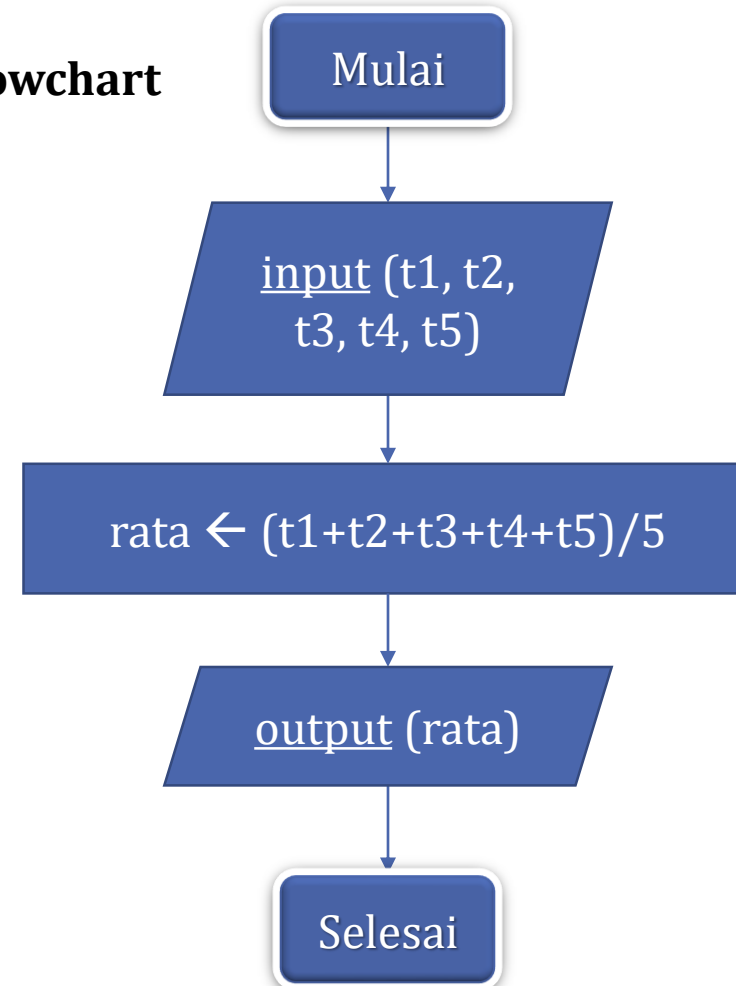 owchart
Mulai
input (t1, t2,
t3, t4, t5)
rata ← (t1+t2+t3+t4+t5)/5
output (rata)
Selesai